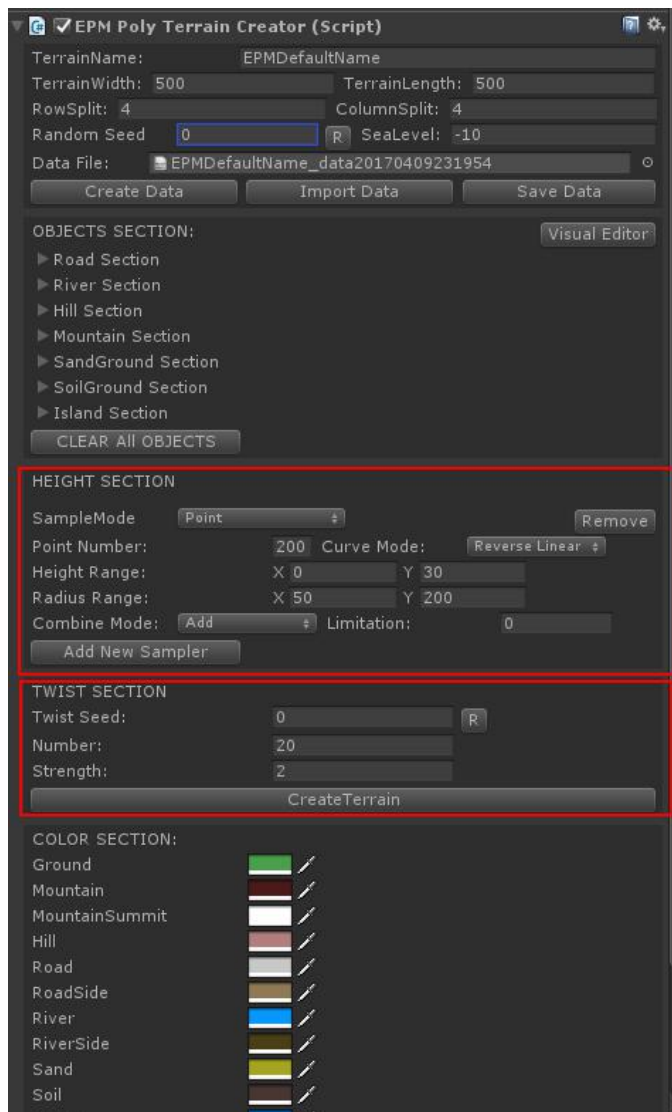 EPM Poly Terrain Creator (Script)
TerrainName: EPMDefaultName
TerrainWidth: 500 TerrainLength: 500
RowSplit: 4 ColumnSplit: 4
Random Seed 0 R SeaLevel: -10
Data File: EPMDefaultName_data20170409231954
Create Data Import Data Save Data
OBJECTS SECTION: Visual Editor
Road Section
River Section
Hill Section
Mountain Section
SandGround Section
SoilGround Section
Island Section
CLEAR All OBJECTS
HEIGHT SECTION
SampleMode Point Remove
Point Number: 200 Curve Mode: Reverse Linear
Height Range: X 0 Y 30
Radius Range: X 50 Y 200
Combine Mode: Add Limitation: 0
Add New Sampler
TWIST SECTION
Twist Seed: 0 R
Number: 20
Strength: 2
CreateTerrain
COLOR SECTION:
Ground
Mountain
MountainSummit
Hill
Road
RoadSide
River
RiverSide
Sand
Soil